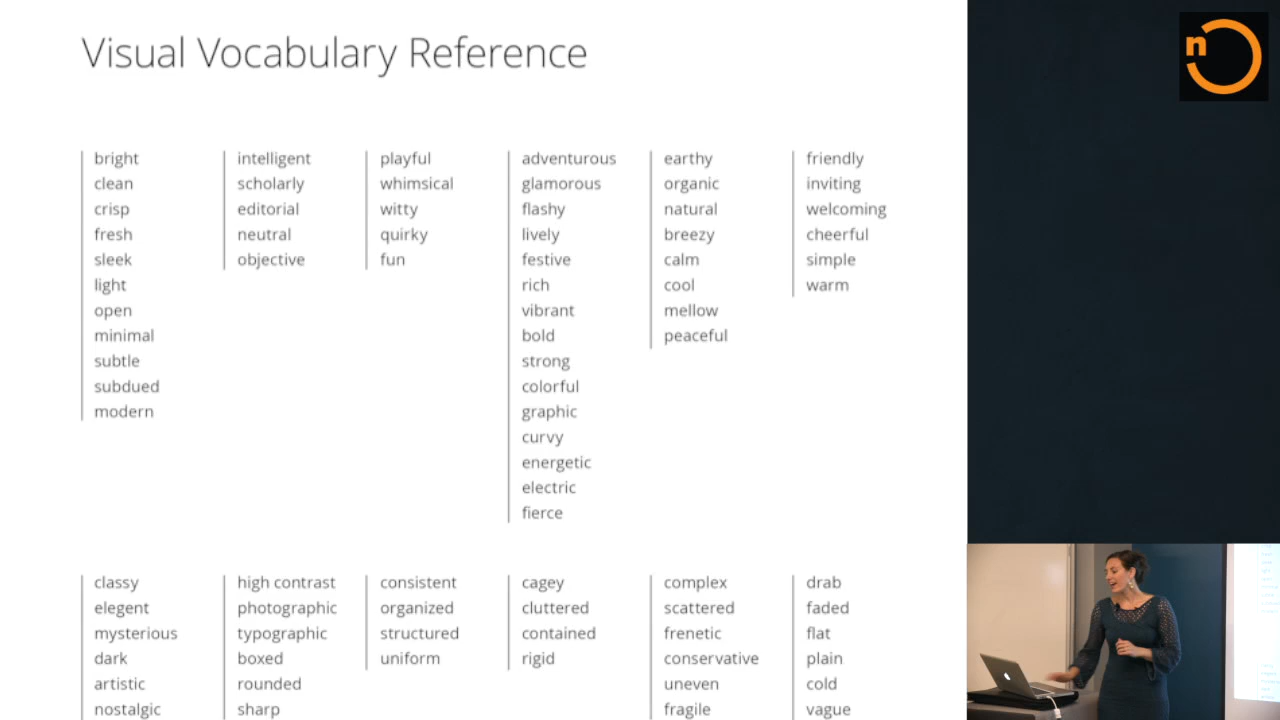 Visual Vocabulary Reference
n
bright
clean
crisp
fresh
sleek
light
open
minimal
subtle
subdued
modern
intelligent
scholarly
editorial
neutral
objective
playful
whimsical
witty
quirky
fun
adventurous
glamorous
flashy
lively
festive
rich
vibrant
bold
strong
colorful
graphic
curvy
energetic
electric
fierce
earthy
organic
natural
breezy
calm
cool
mellow
peaceful
friendly
inviting
welcoming
cheerful
simple
warm
classy
elegent
mysterious
dark
artistic
nostalgic
high contrast
photographic
typographic
boxed
rounded
sharp
consistent
organized
structured
uniform
cagey
cluttered
contained
rigid
complex
scattered
frenetic
conservative
uneven
fragile
drab
faded
flat
plain
cold
vague